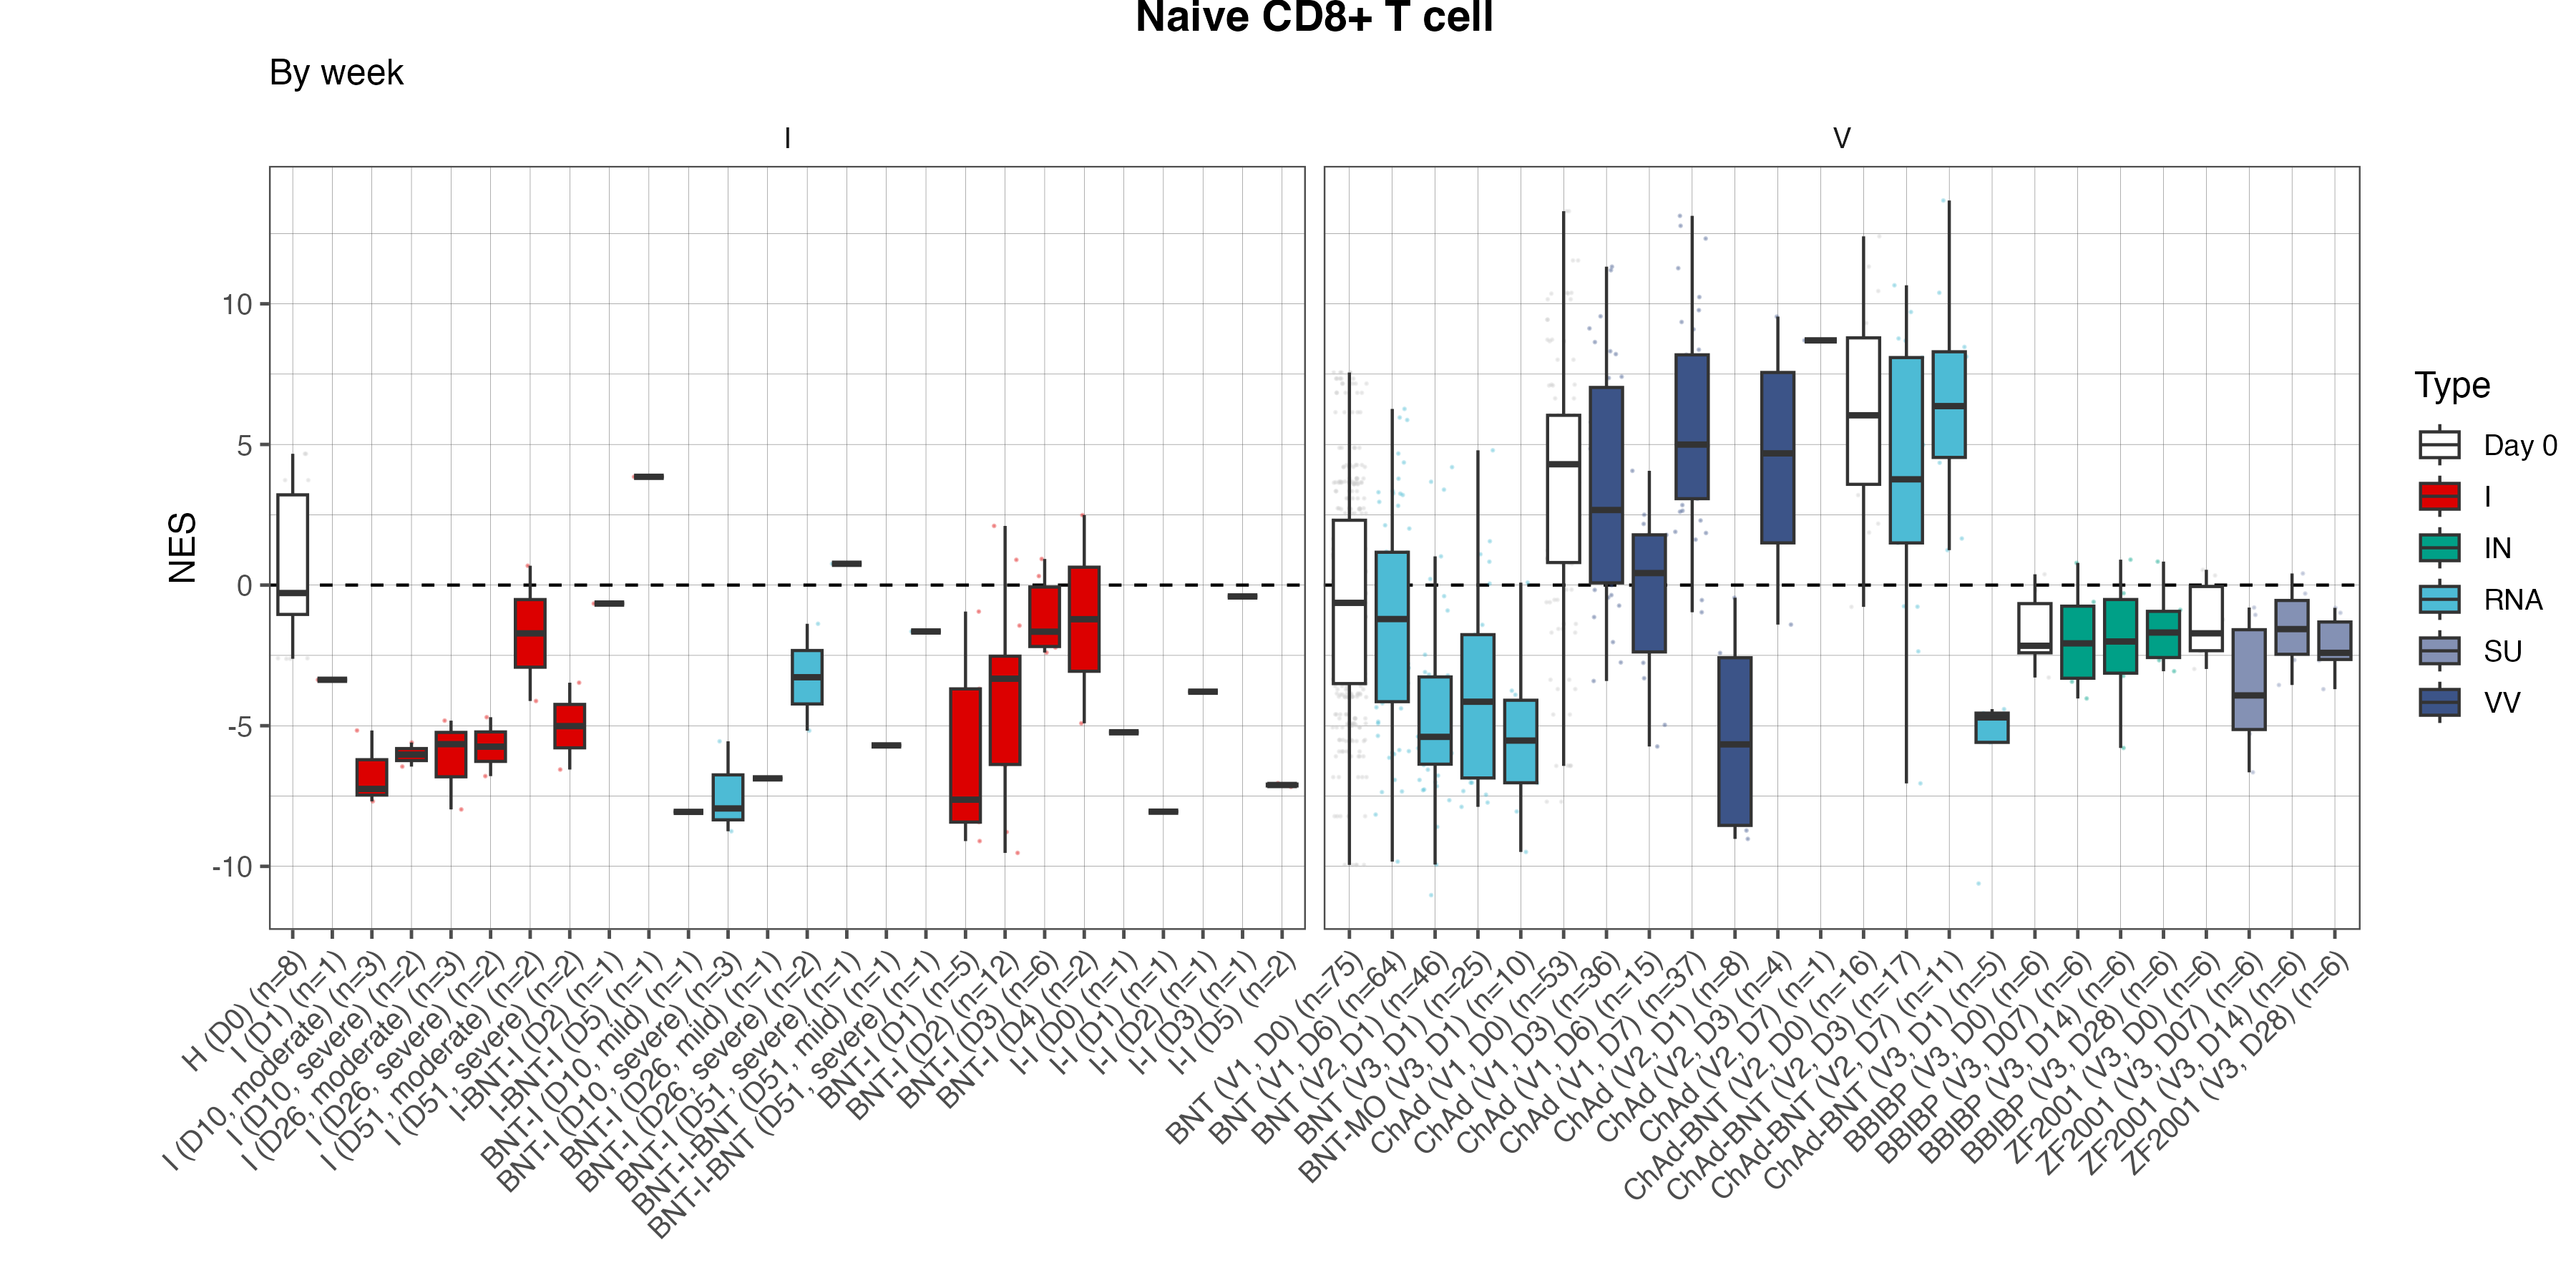 Naive CD8+ T cell
By week
I
V
NES
10
5
0
-5
-10
H (D0) (n=8)
I (D1) (n=1)
I (D10, moderate) (n=3)
I (D10, severe) (n=2)
I (D26, moderate) (n=3)
I (D26, severe) (n=2)
I (D51, moderate) (n=2)
I (D51, severe) (n=2)
I-BNT-I (D2) (n=1)
I-BNT-I (D5) (n=1)
BNT-I (D10, mild) (n=1)
BNT-I (D10, severe) (n=3)
BNT-I (D26, mild) (n=1)
BNT-I (D26, severe) (n=2)
BNT-I (D51, severe) (n=1)
BNT-I-BNT (D51, mild) (n=1)
BNT-I-BNT (D51, severe) (n=1)
BNT-I (D1) (n=5)
BNT-I (D2) (n=12)
BNT-I (D3) (n=6)
BNT-I (D4) (n=2)
I-I (D0) (n=1)
I-I (D1) (n=1)
I-I (D2) (n=1)
I-I (D3) (n=1)
I-I (D5) (n=2)
BNT (V1, D0) (n=75)
BNT (V1, D6) (n=64)
BNT (V2, D1) (n=46)
BNT (V3, D1) (n=25)
BNT-MO (V3, D1) (n=10)
ChAd (V1, D0) (n=53)
ChAd (V1, D3) (n=36)
ChAd (V1, D6) (n=15)
ChAd (V1, D7) (n=37)
ChAd (V2, D1) (n=8)
ChAd (V2, D3) (n=4)
ChAd (V2, D7) (n=1)
ChAd-BNT (V2, D0) (n=16)
ChAd-BNT (V2, D3) (n=17)
ChAd-BNT (V2, D7) (n=11)
ChAd-BNT (V3, D1) (n=5)
BBIBP (V3, D0) (n=6)
BBIBP (V3, D07) (n=6)
BBIBP (V3, D14) (n=6)
BBIBP (V3, D28) (n=6)
ZF2001 (V3, D0) (n=6)
ZF2001 (V3, D07) (n=6)
ZF2001 (V3, D14) (n=6)
ZF2001 (V3, D28) (n=6)
Type
Day 0
I
IN
RNA
SU
VV